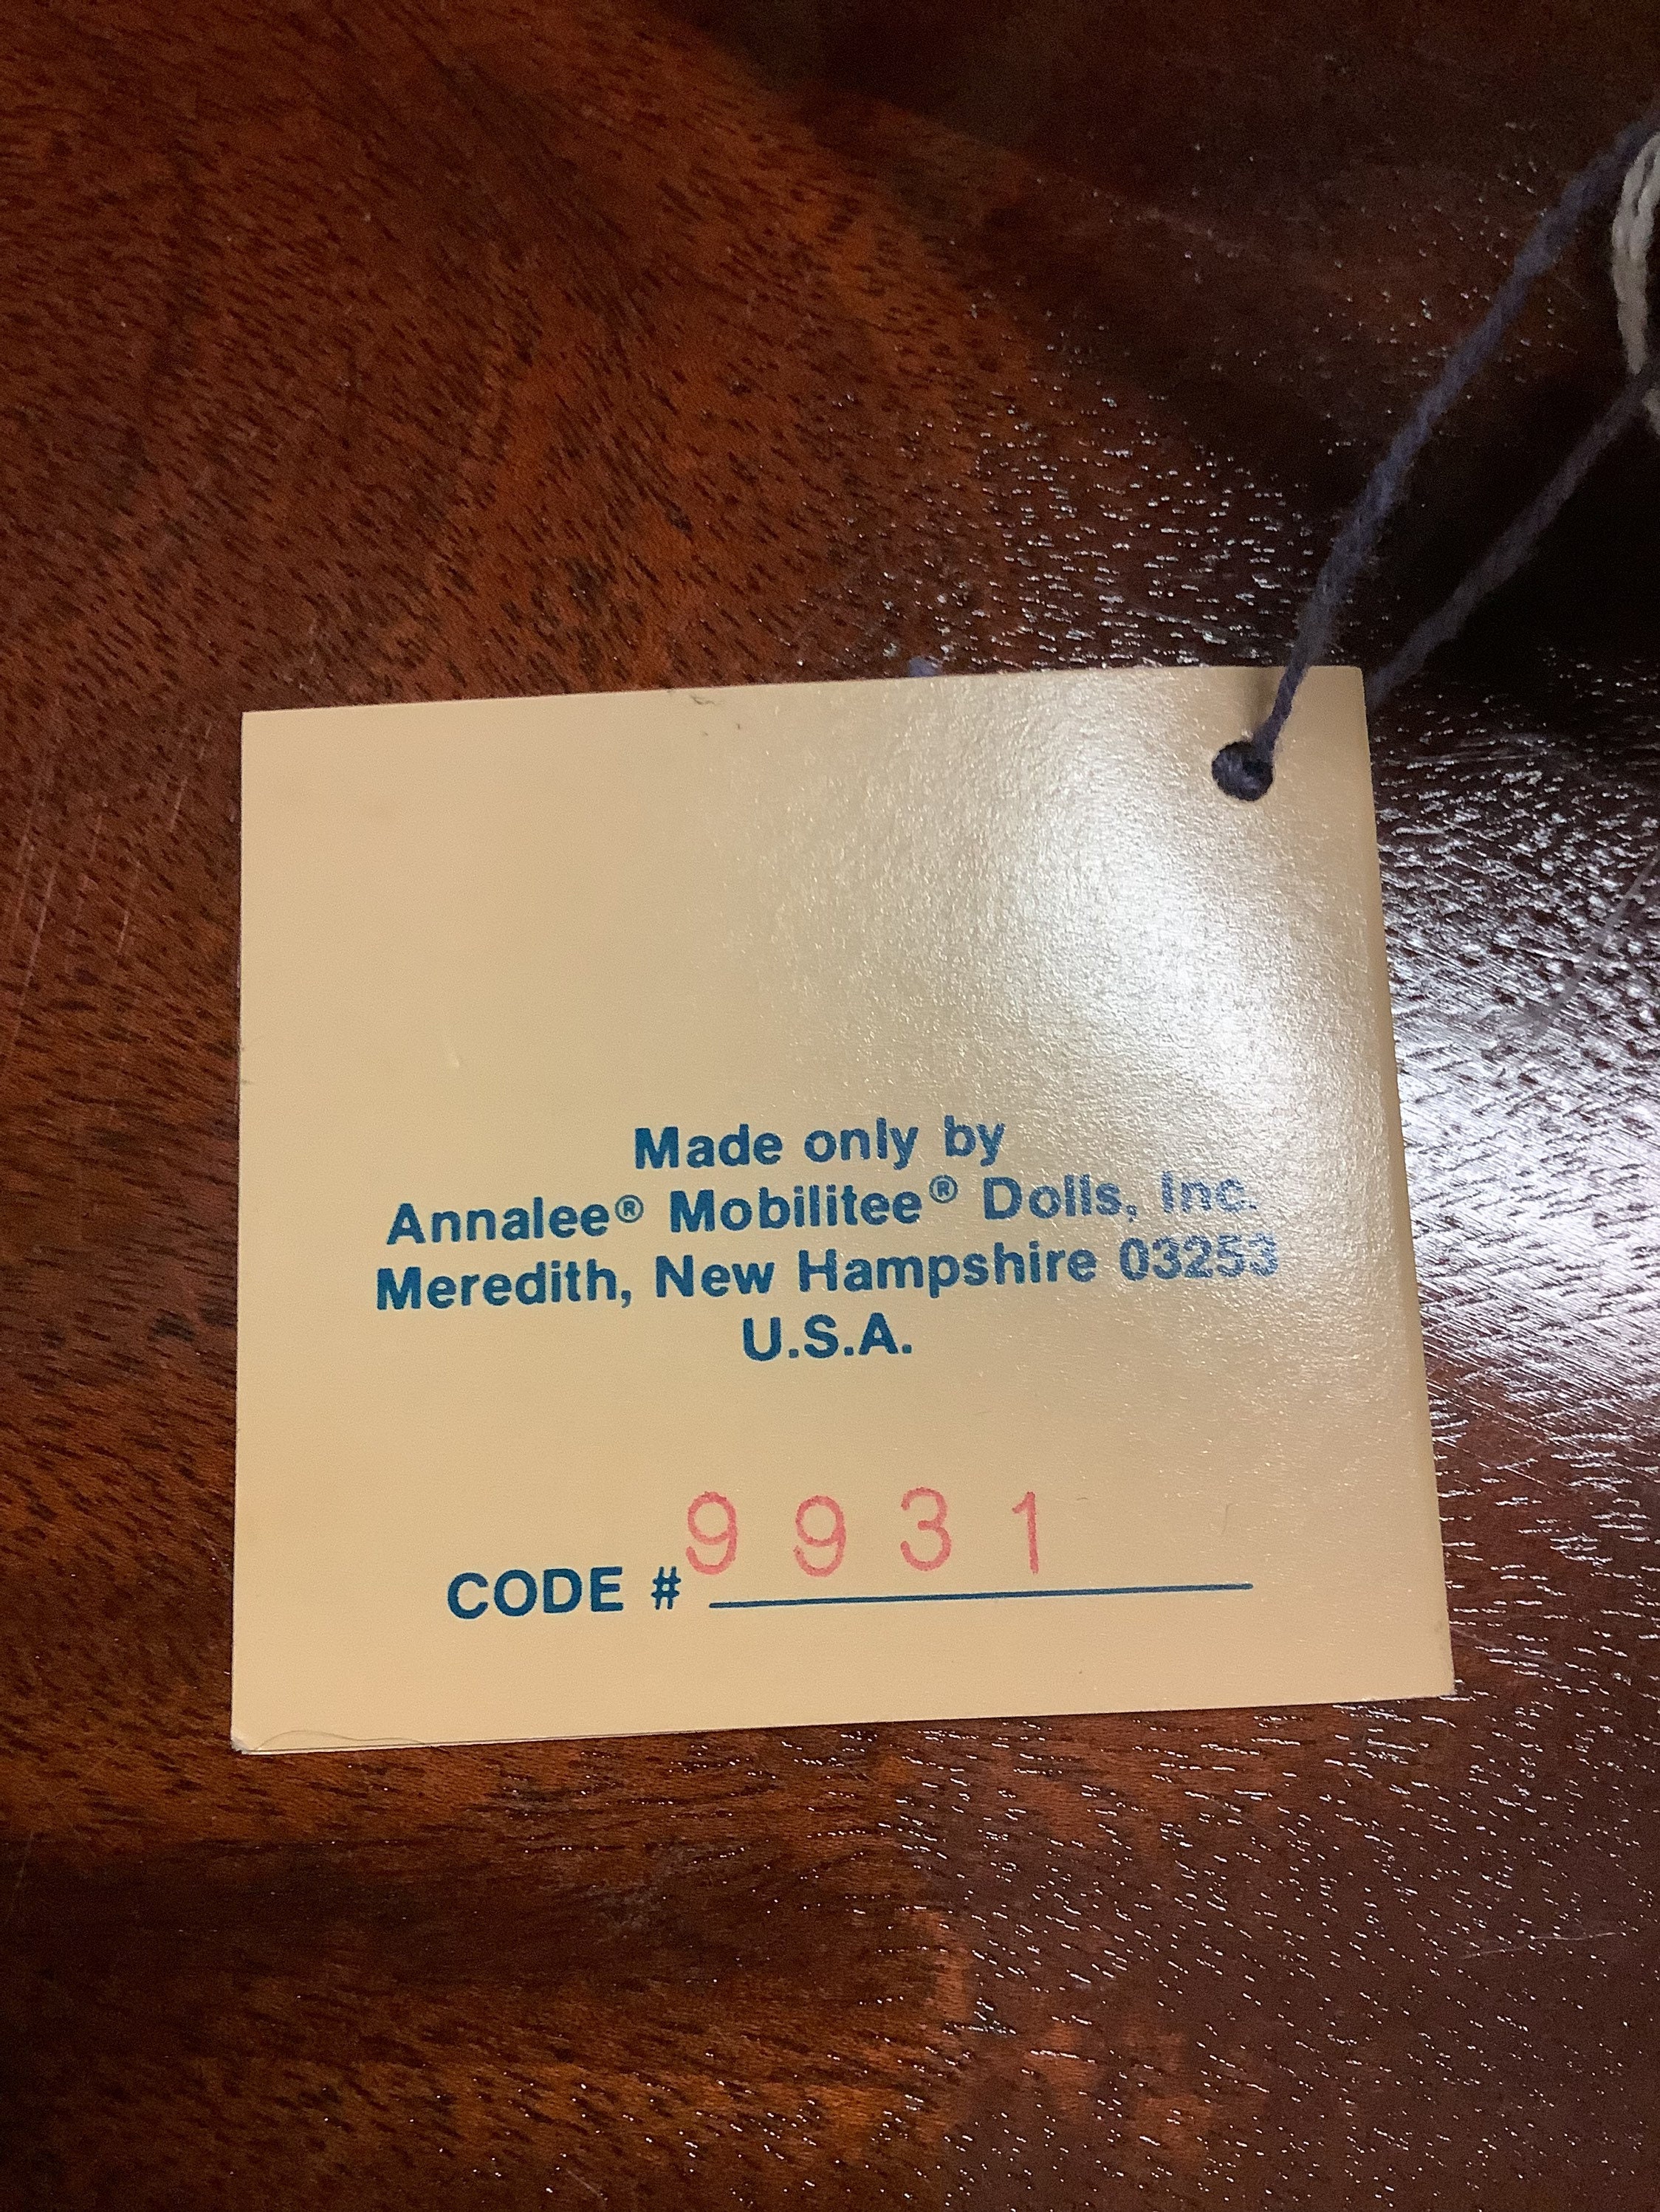 Made only by
Annalee® Mobilitee® Dolls, Inc.
Meredith, New Hampshire 03253
U.S.A.
CODE # 9931